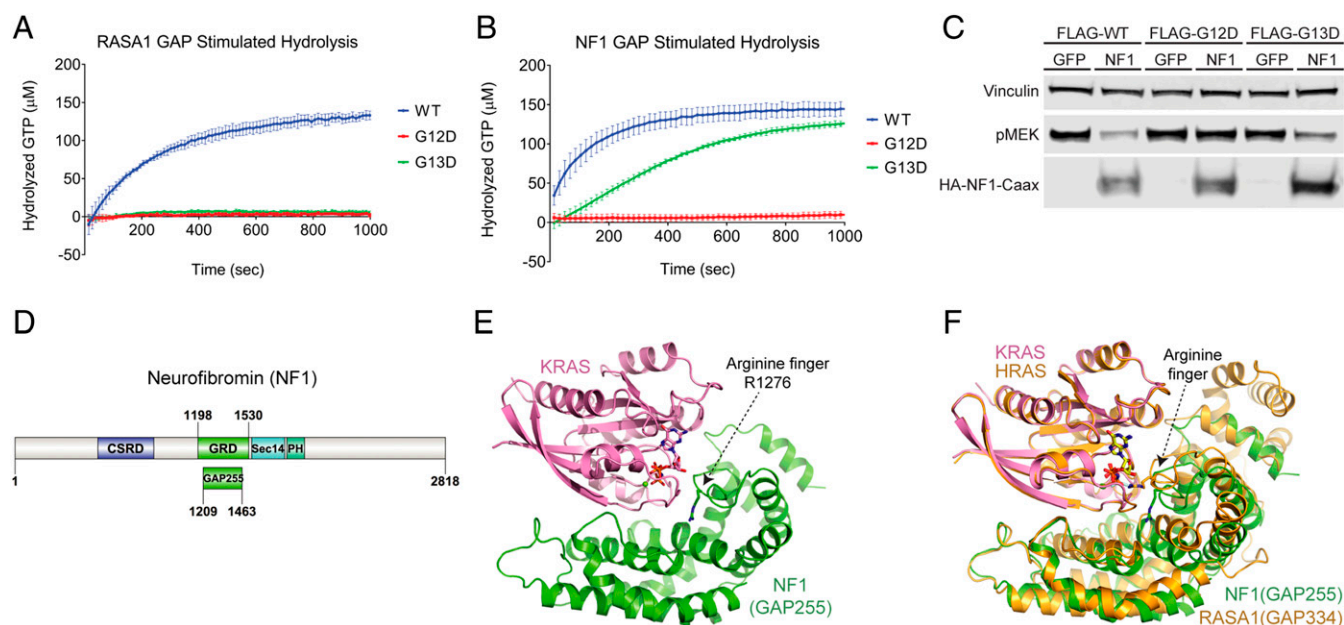 A
RASA1 GAP Stimulated Hydrolysis
Hydrolyzed GTP (μM)
200
150
100
50
0
-50
200
400
600
800
1000
Time (sec)
WT
G12D
G13D
B
NF1 GAP Stimulated Hydrolysis
Hydrolyzed GTP (μM)
200
150
100
50
0
-50
200
400
600
800
1000
Time (sec)
WT
G12D
G13D
C
FLAG-WT FLAG-G12D FLAG-G13D
GFP NF1 GFP NF1 GFP NF1
Vinculin
pMEK
HA-NF1-Caax
D
Neurofibromin (NF1)
1198 1530
CSRD GRD Sec14 PH
1 2818
GAP255
1209 1463
E
KRAS
Arginine finger
R1276
NF1
(GAP255)
F
KRAS
HRAS
Arginine
finger
NF1(GAP255)
RASA1(GAP334)